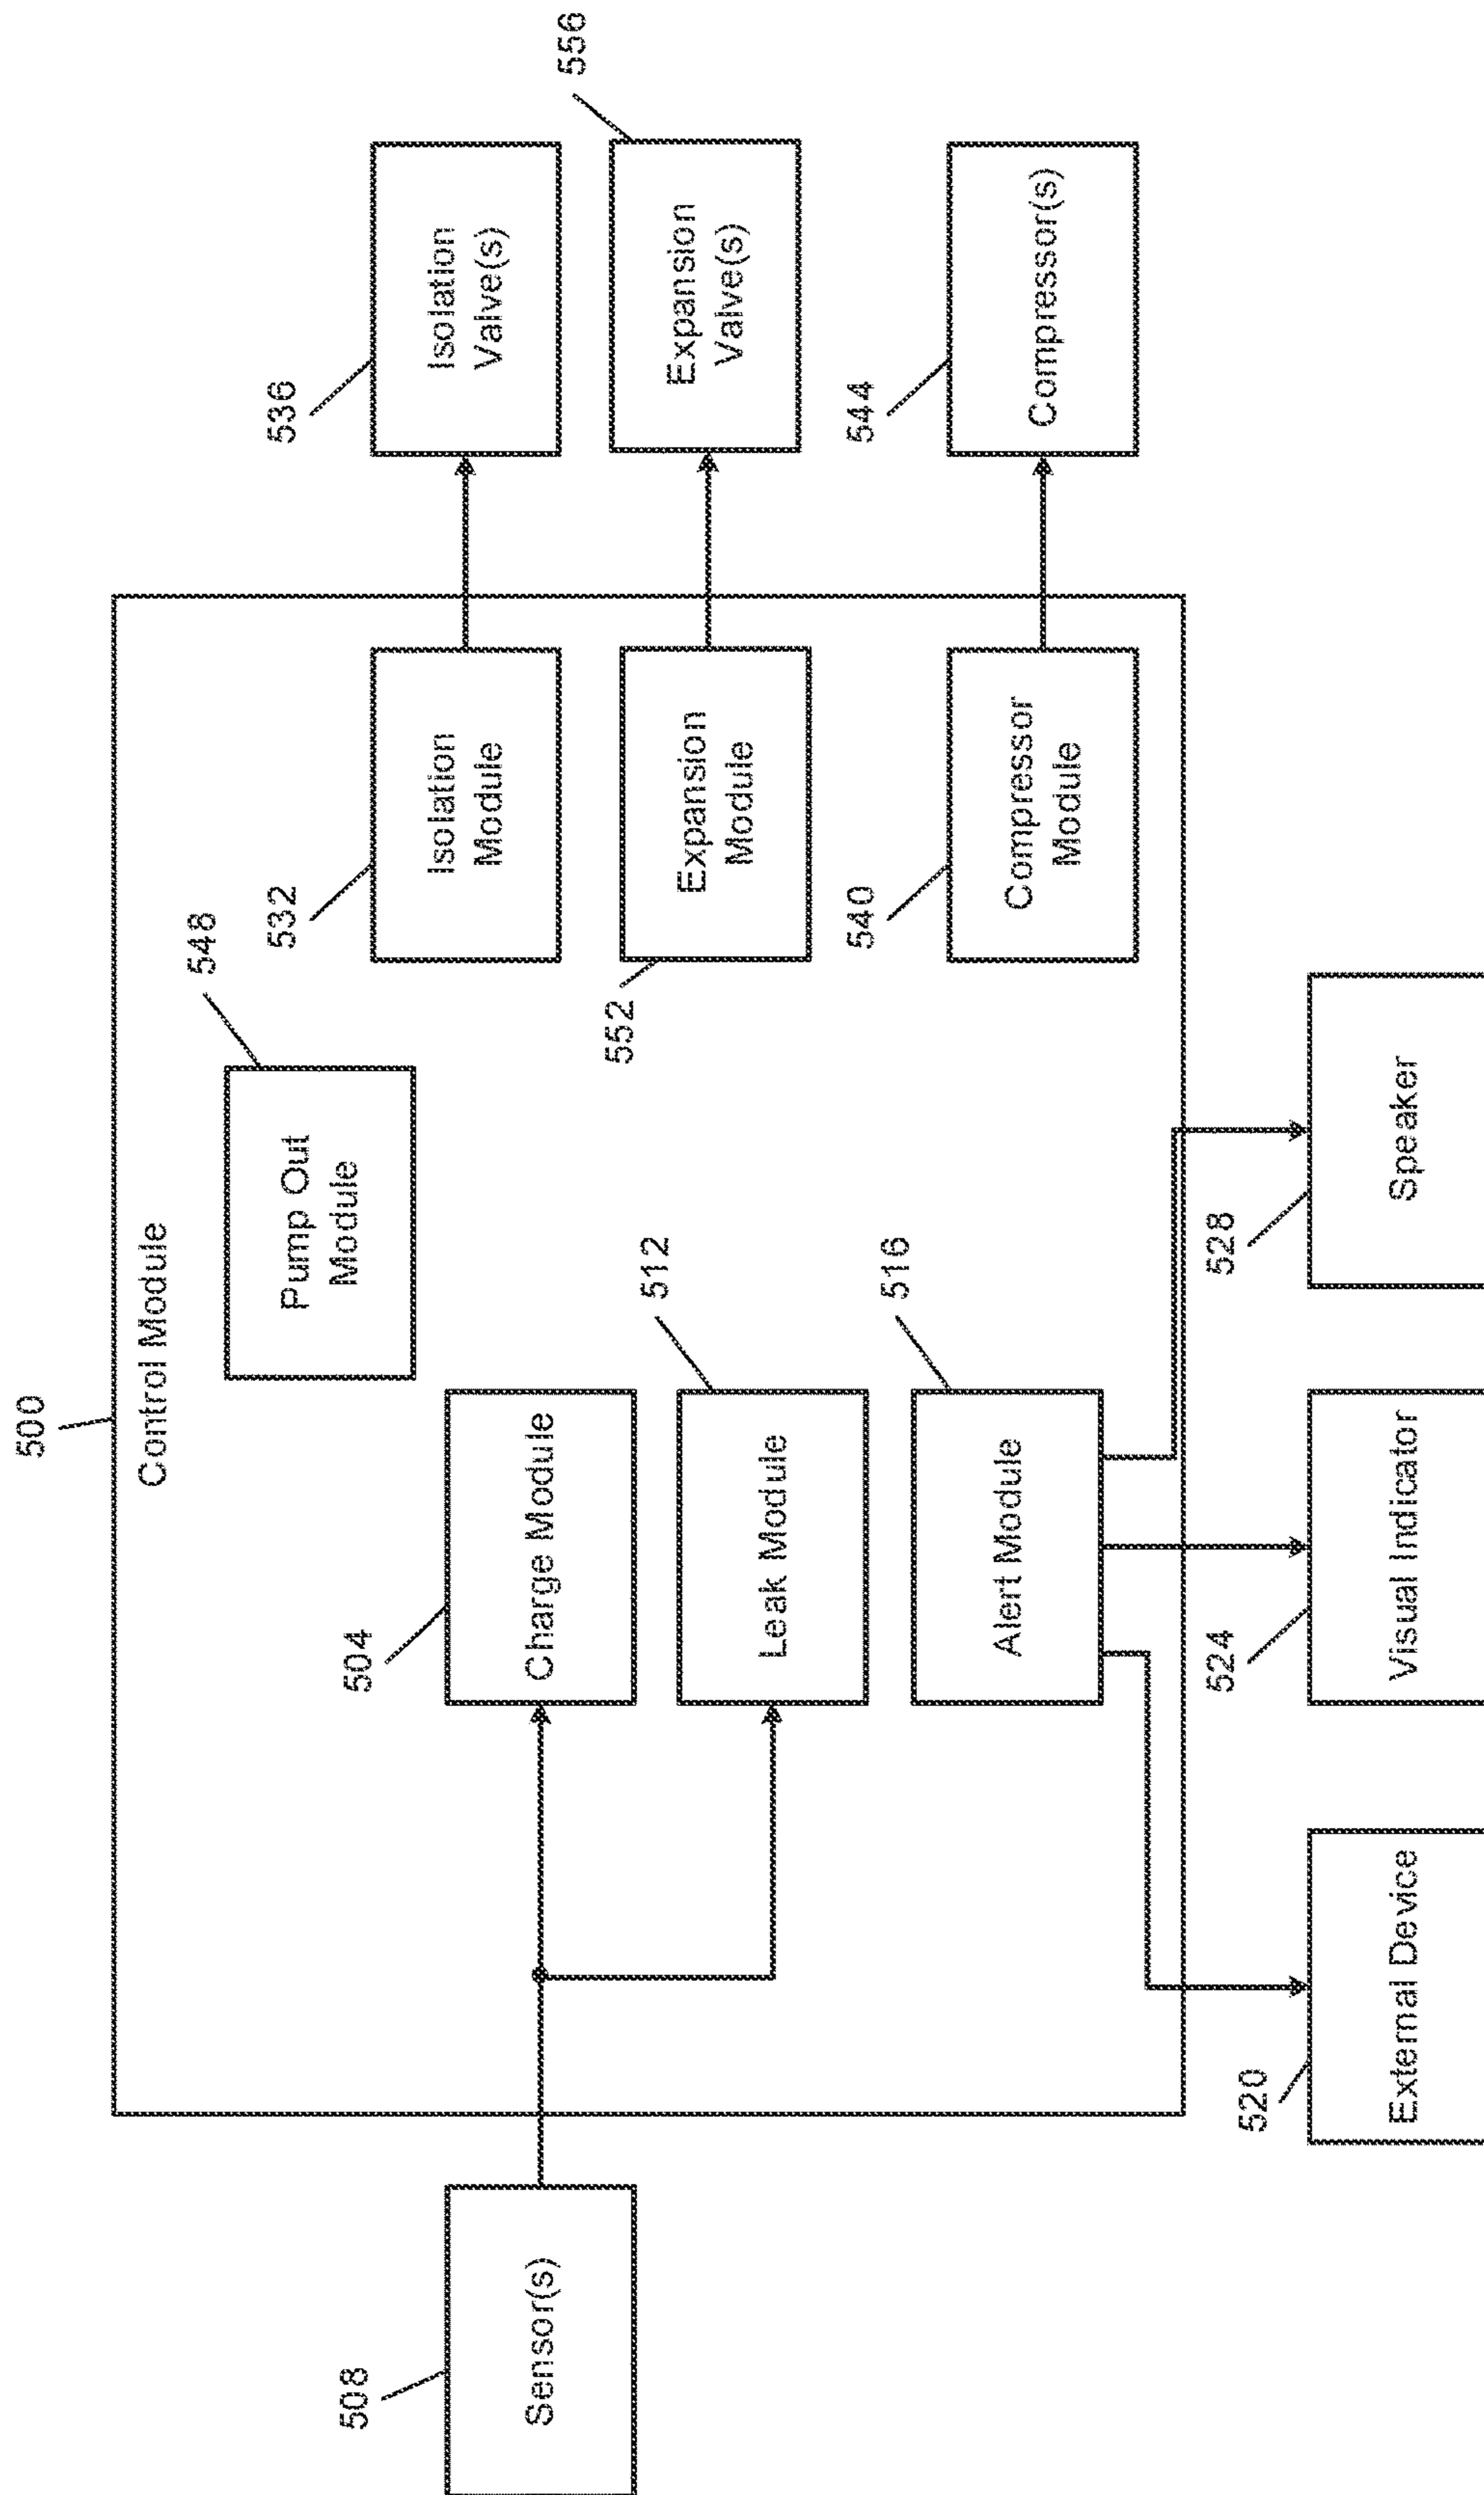 500
Control Module
548
Pump Out
Module
532
Isolation
Module
536
Isolation
Valve(s)
508
Sensor(s)
504
Charge Module
512
Leak Module
552
Expansion
Module
556
Expansion
Valve(s)
516
Alert Module
540
Compressor
Module
544
Compressor(s)
520
External Device
524
Visual Indicator
528
Speaker